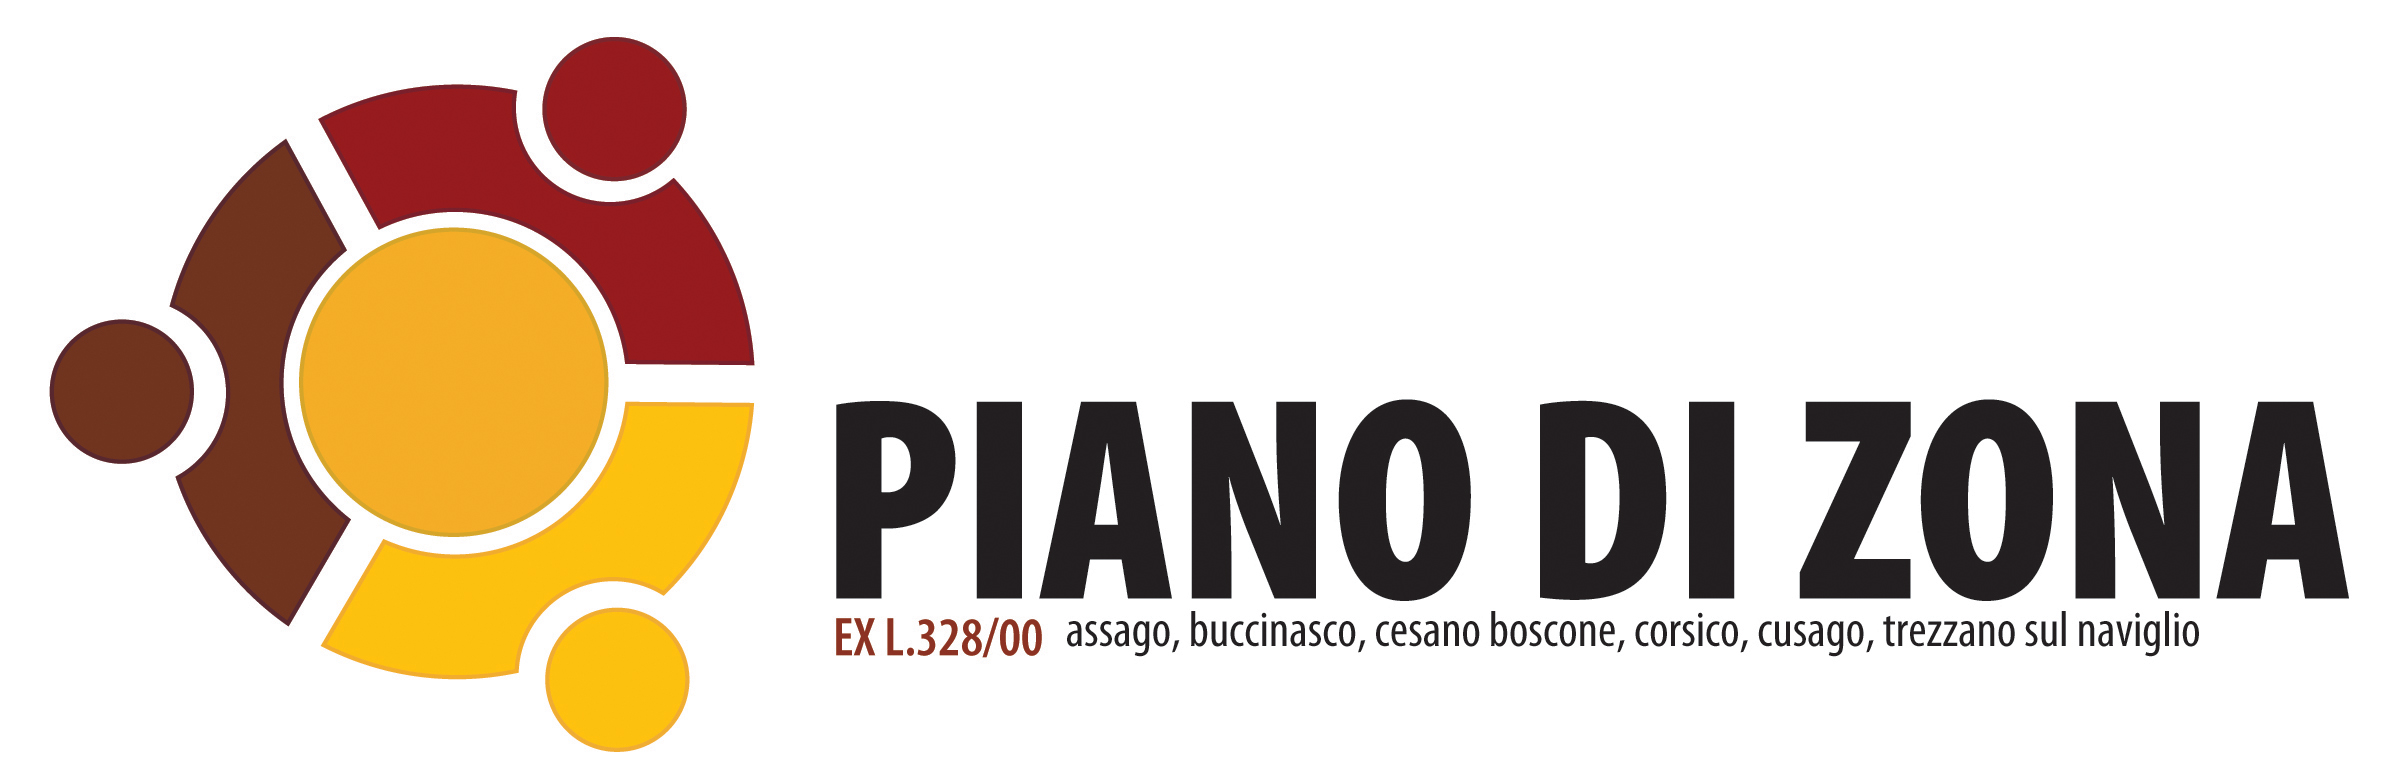 PIANO DI ZONA
EX L.328/00 assago, buccinasco, cesano boscone, corsico, cusago, trezzano sul naviglio